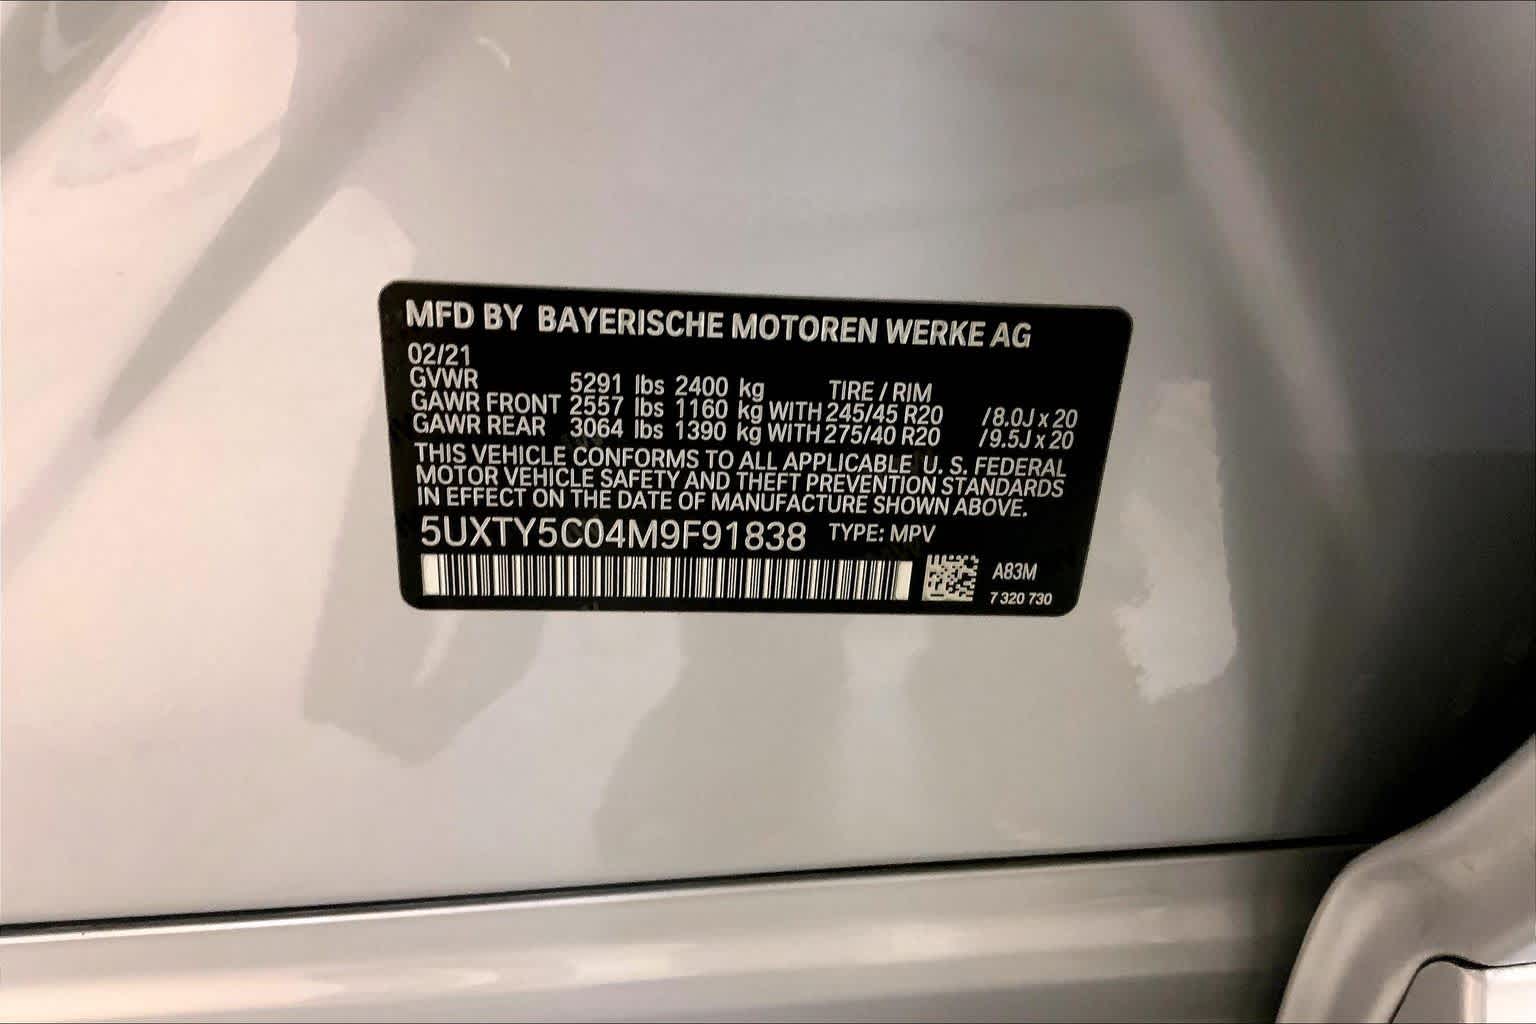 MFD BY BAYERISCHE MOTOREN WERKE AG
02/21
GVWR 5291 lbs 2400 kg TIRE / RIM
GAWR FRONT 2557 lbs 1160 kg WITH 245/45 R20 /8.0J x 20
GAWR REAR 3064 lbs 1390 kg WITH 275/40 R20 /9.5J x 20
THIS VEHICLE CONFORMS TO ALL APPLICABLE U. S. FEDERAL
MOTOR VEHICLE SAFETY AND THEFT PREVENTION STANDARDS
IN EFFECT ON THE DATE OF MANUFACTURE SHOWN ABOVE.
5UXTY5C04M9F91838 TYPE: MPV
A83M
7 320 730